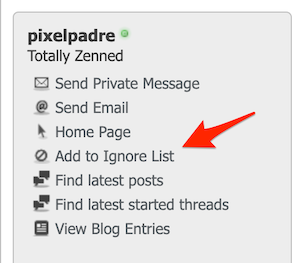 pixelpadre
Totally Zenned
Send Private Message
Send Email
Home Page
Add to Ignore List
Find latest posts
Find latest started threads
View Blog Entries